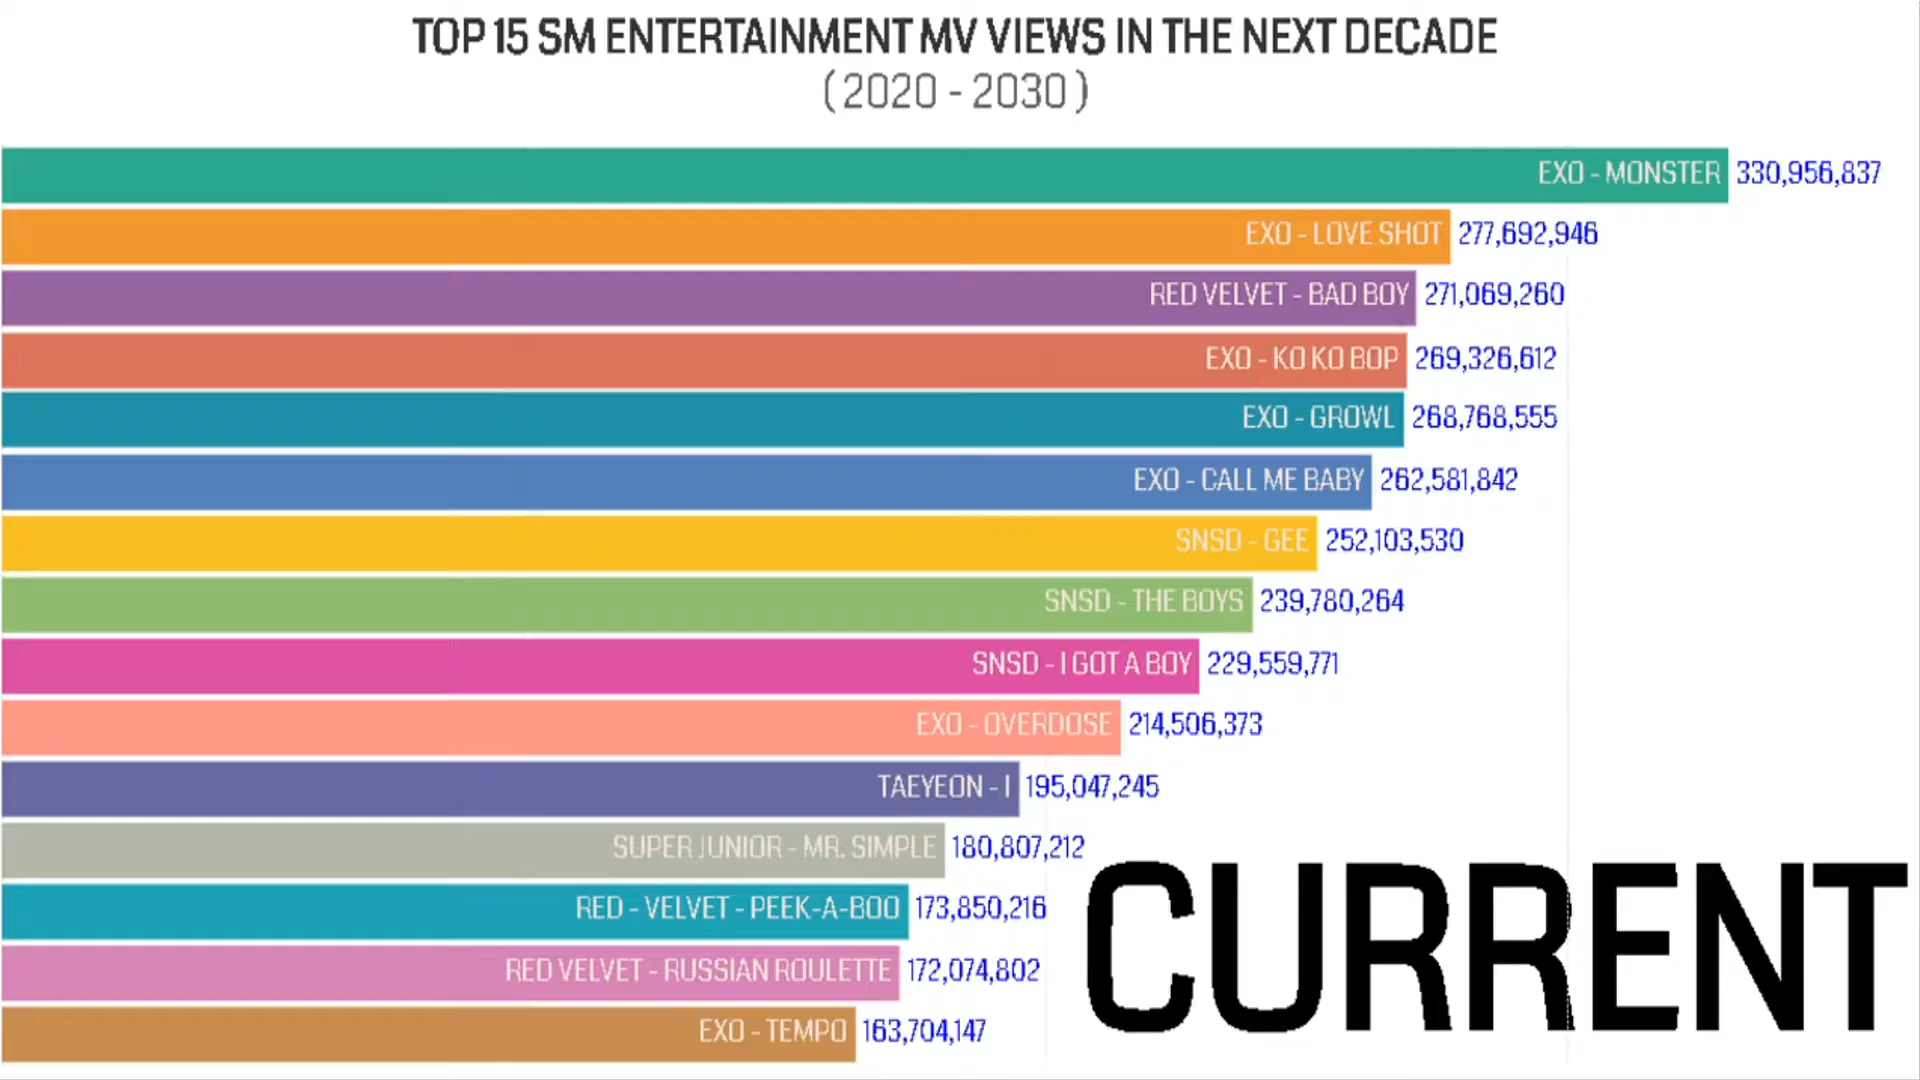 TOP 15 SM ENTERTAINMENT MV VIEWS IN THE NEXT DECADE
( 2020 - 2030 )
EXO - MONSTER 330,956,837
EXO - LOVE SHOT 277,692,946
RED VELVET - BAD BOY 271,069,260
EXO - KO KO BOP 269,326,612
EXO - GROWL 268,768,555
EXO - CALL ME BABY 262,581,842
SNSD - GEE 252,103,530
SNSD - THE BOYS 239,780,264
SNSD - I GOT A BOY 229,559,771
EXO - OVERDOSE 214,506,373
TAEYEON - I 195,047,245
SUPER JUNIOR - MR. SIMPLE 180,807,212
RED - VELVET - PEEK-A-BOO 173,850,216
RED VELVET - RUSSIAN ROULETTE 172,074,802
EXO - TEMPO 163,704,147
CURRENT